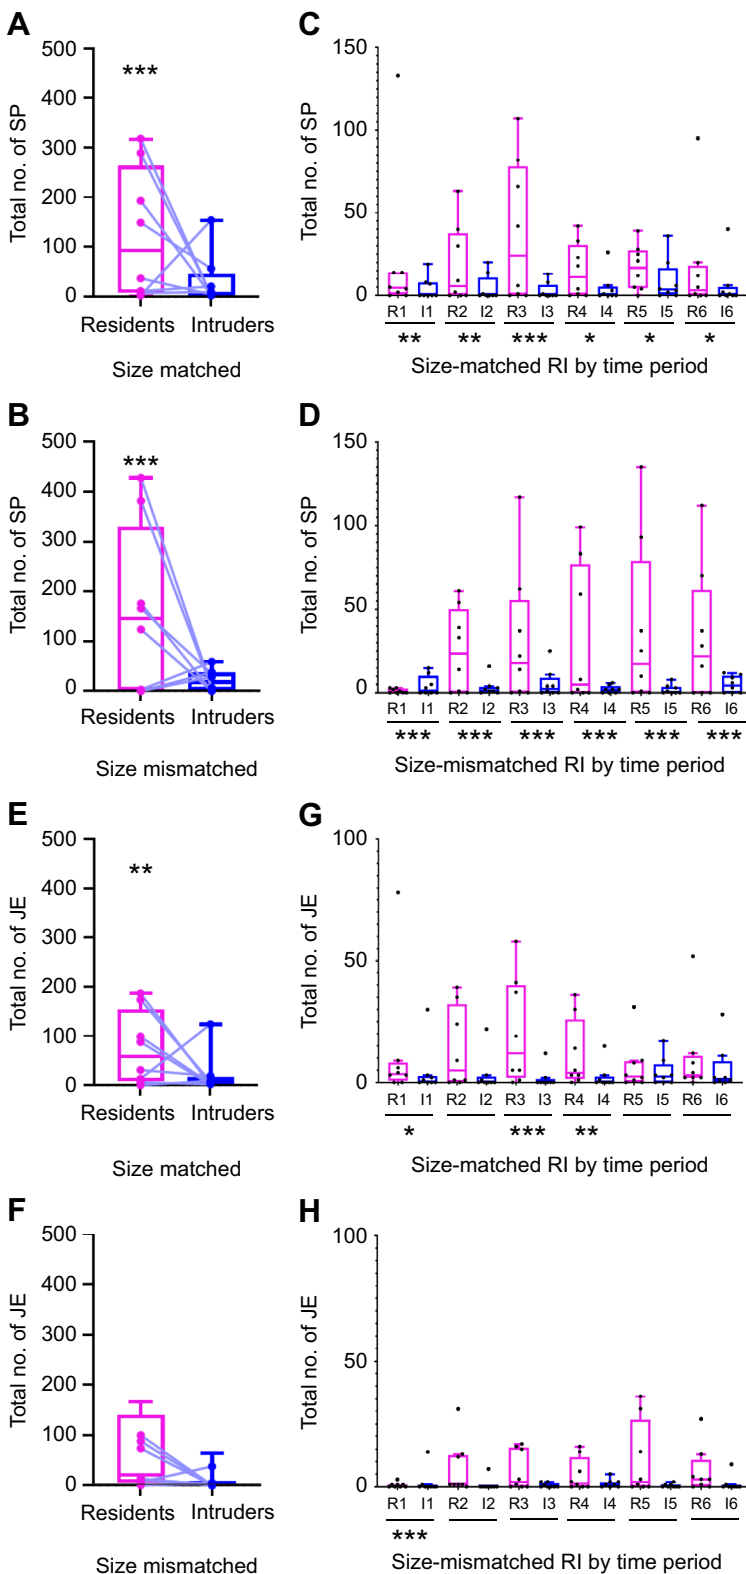 A
Total no. of SP
500
400
300
200
100
0
***
Residents Intruders
Size matched
C
Total no. of SP
150
100
50
0
R1 I1 R2 I2 R3 I3 R4 I4 R5 I5 R6 I6
** ** *** * * *
Size-matched RI by time period
B
Total no. of SP
500
400
300
200
100
0
***
Residents Intruders
Size mismatched
D
Total no. of SP
150
100
50
0
R1 I1 R2 I2 R3 I3 R4 I4 R5 I5 R6 I6
*** *** *** *** *** ***
Size-mismatched RI by time period
E
Total no. of JE
500
400
300
200
100
0
**
Residents Intruders
Size matched
G
Total no. of JE
100
50
0
R1 I1 R2 I2 R3 I3 R4 I4 R5 I5 R6 I6
* *** **
Size-matched RI by time period
F
Total no. of JE
500
400
300
200
100
0
Residents Intruders
Size mismatched
H
Total no. of JE
100
50
0
R1 I1 R2 I2 R3 I3 R4 I4 R5 I5 R6 I6
***
Size-mismatched RI by time period